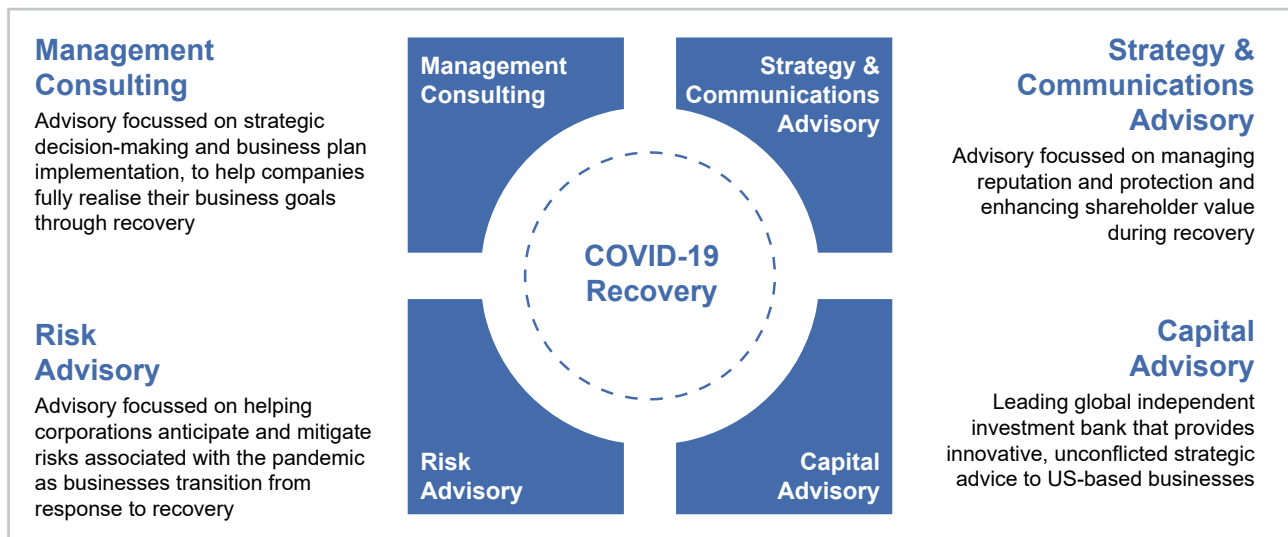 Management
Consulting
Advisory focussed on strategic
decision-making and business plan
implementation, to help companies
fully realise their business goals
through recovery
Management
Consulting
Strategy &
Communications
Advisory
Strategy &
Communications
Advisory
Advisory focussed on managing
reputation and protection and
enhancing shareholder value
during recovery
COVID-19
Recovery
Risk
Advisory
Advisory focussed on helping
corporations anticipate and mitigate
risks associated with the pandemic
as businesses transition from
response to recovery
Risk
Advisory
Capital
Advisory
Capital
Advisory
Leading global independent
investment bank that provides
innovative, unconflicted strategic
advice to US-based businesses